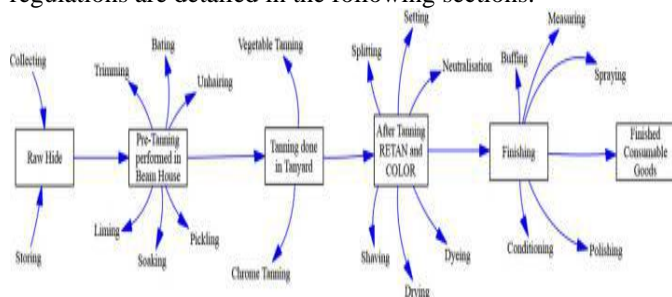 regulations are detailed in the following sections.
Setting
Measuring
Bating
Vegetable Tanning
Collecting
Splitting
Buffing
Trimming
Unhairing
Neutralisation
Spraying
Raw Hide
Pre-Tanning
performed in
Beam House
Tanning done
in Tanyard
After Tanning
RETAN and
COLOR
Finishing
Finished
Consumable
Goods
Liming
Pickling
Storing
Soaking
Chrome Tanning
Shaving
Dyeing
Drying
Conditioning
Polishing